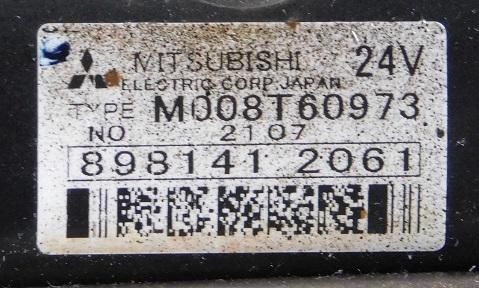 MITSUBISHI 24V
ELECTRIC CORP. JAPAN
TYPE M008T60973
NO 2107
898141 2061